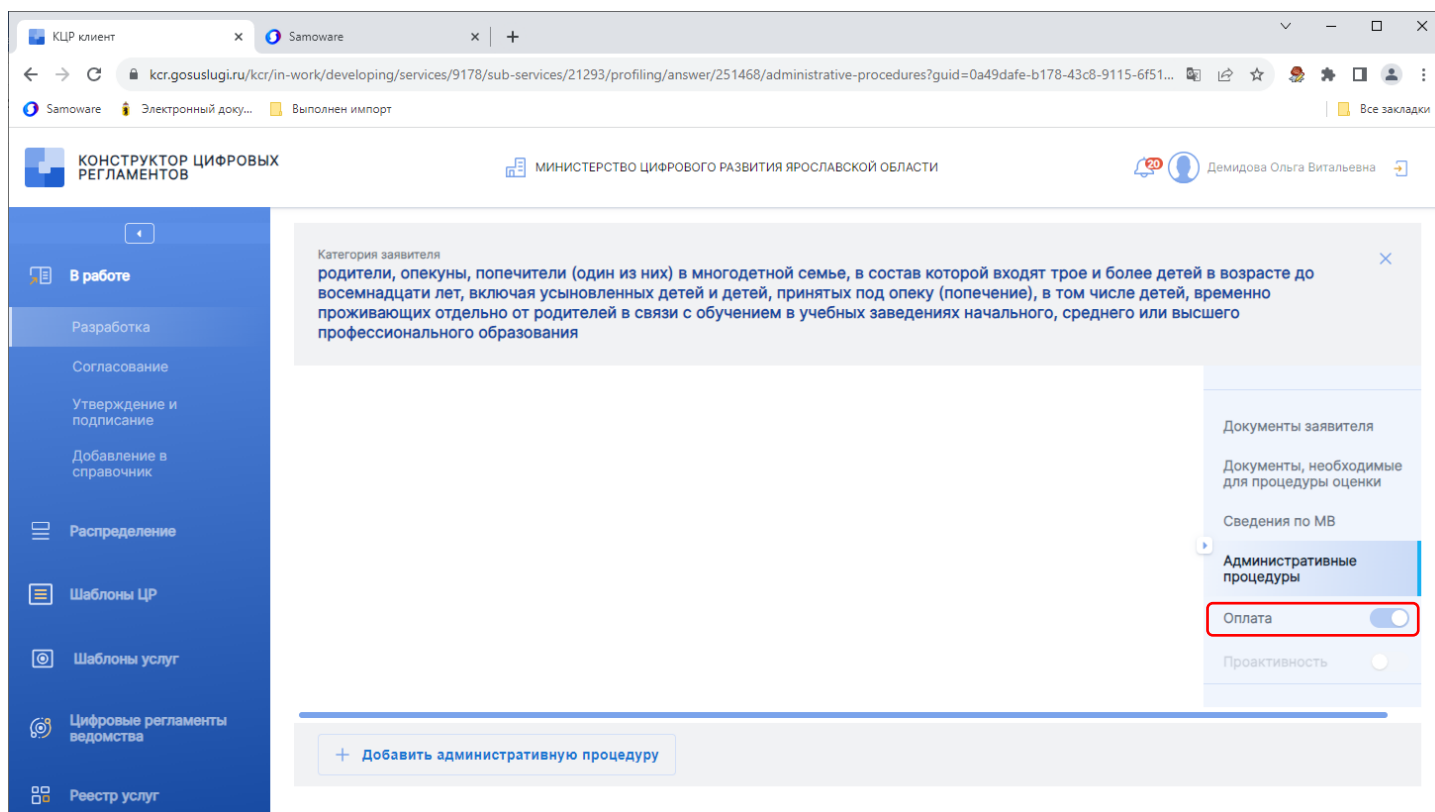 КЦР клиент
Samoware
kcr.gosuslugi.ru/kcr/in-work/developing/services/9178/sub-services/21293/profiling/answer/251468/administrative-procedures?guid=0a49dafe-b178-43c8-9115-6f51...
Samoware
Электронный доку...
Выполнен импорт
Все закладки
КОНСТРУКТОР ЦИФРОВЫХ
РЕГЛАМЕНТОВ
МИНИСТЕРСТВО ЦИФРОВОГО РАЗВИТИЯ ЯРОСЛАВСКОЙ ОБЛАСТИ
20
Демидова Ольга Витальевна
В работе
Разработка
Согласование
Утверждение и
подписание
Добавление в
справочник
Распределение
Шаблоны ЦР
Шаблоны услуг
Цифровые регламенты
ведомства
Реестр услуг
Категория заявителя
родители, опекуны, попечители (один из них) в многодетной семье, в состав которой входят трое и более детей в возрасте до
восемнадцати лет, включая усыновленных детей и детей, принятых под опеку (попечение), в том числе детей, временно
проживающих отдельно от родителей в связи с обучением в учебных заведениях начального, среднего или высшего
профессионального образования
Документы заявителя
Документы, необходимые
для процедуры оценки
Сведения по МВ
Административные
процедуры
Оплата
Проактивность
+ Добавить административную процедуру